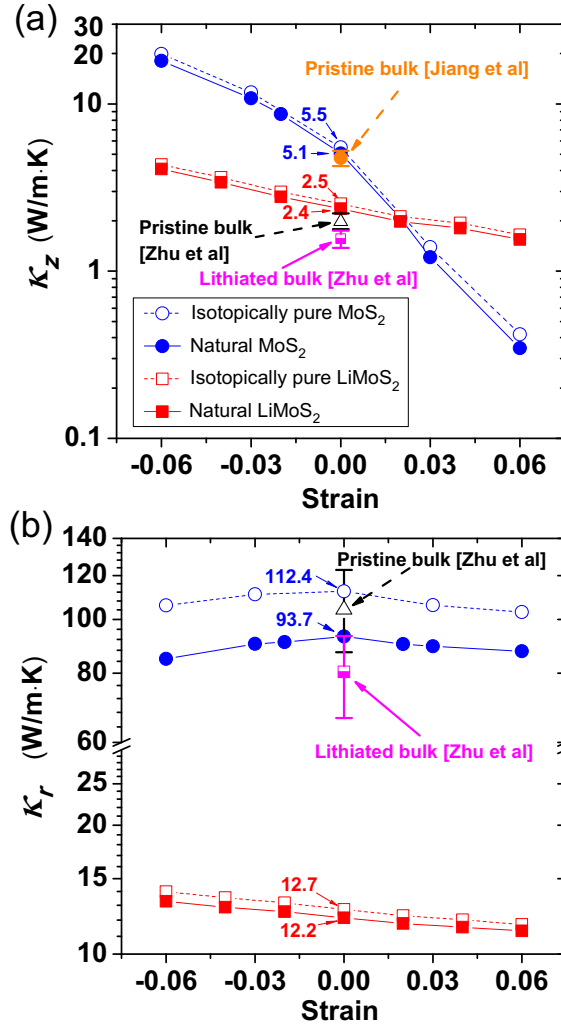 (a)
30
20
10
1
0.1
κz (W/m·K)
Pristine bulk [Jiang et al]
5.5
5.1
2.5
2.4
Pristine bulk
[Zhu et al]
Lithiated bulk [Zhu et al]
Isotopically pure MoS2
Natural MoS2
Isotopically pure LiMoS2
Natural LiMoS2
-0.06 -0.03 0.00 0.03 0.06
Strain
(b)
140
120
100
80
60
25
20
15
10
κr (W/m·K)
Pristine bulk [Zhu et al]
112.4
93.7
Lithiated bulk [Zhu et al]
12.7
12.2
-0.06 -0.03 0.00 0.03 0.06
Strain